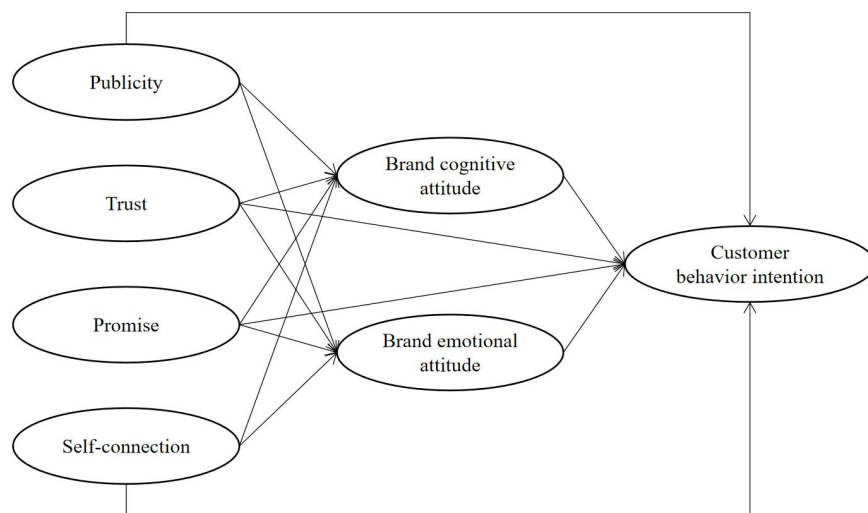 Publicity
Trust
Promise
Self-connection
Brand cognitive
attitude
Brand emotional
attitude
Customer
behavior intention